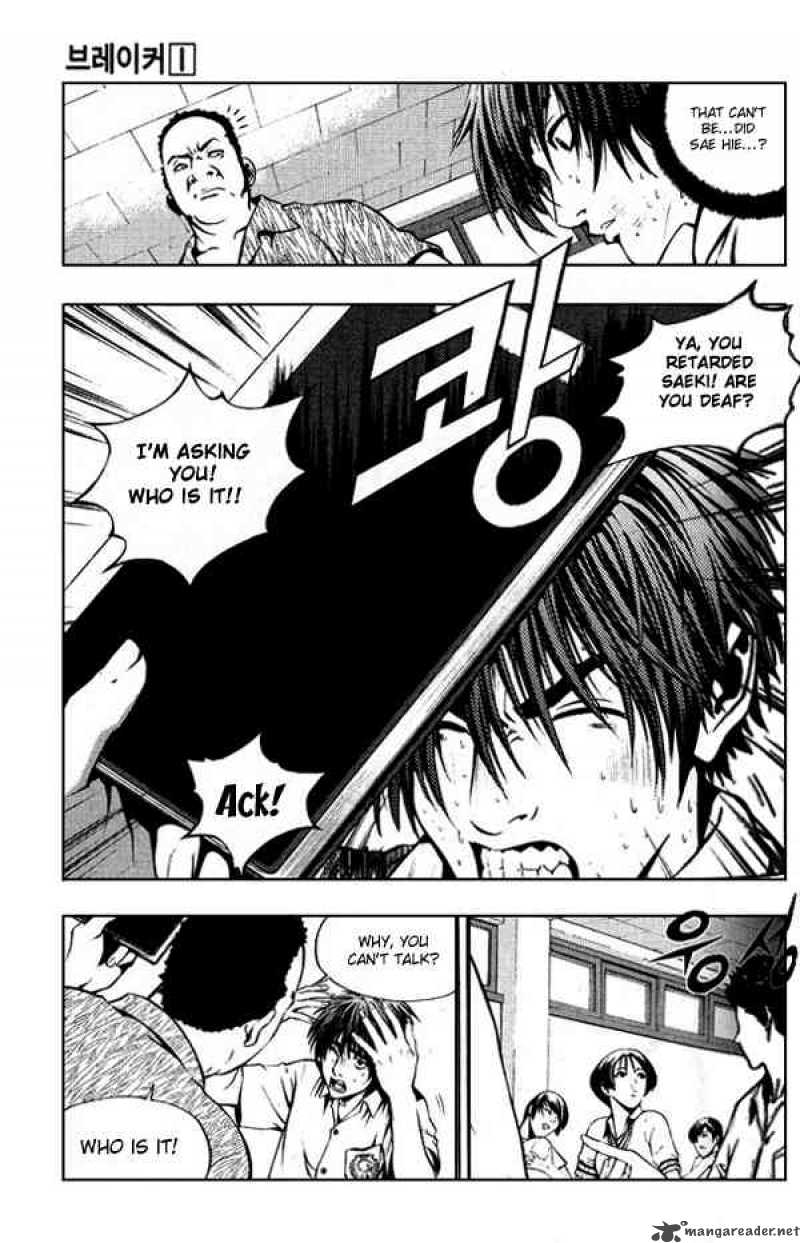 브레이커 1
THAT CAN'T
BE...DID
SAE HIE...?
YA, YOU
RETARDED
SAEKI! ARE
YOU DEAF?
쾅
I'M ASKING
YOU!
WHO IS IT!!
Ack!
WHY, YOU
CAN'T TALK?
WHO IS IT!
웅성
mangareader.net